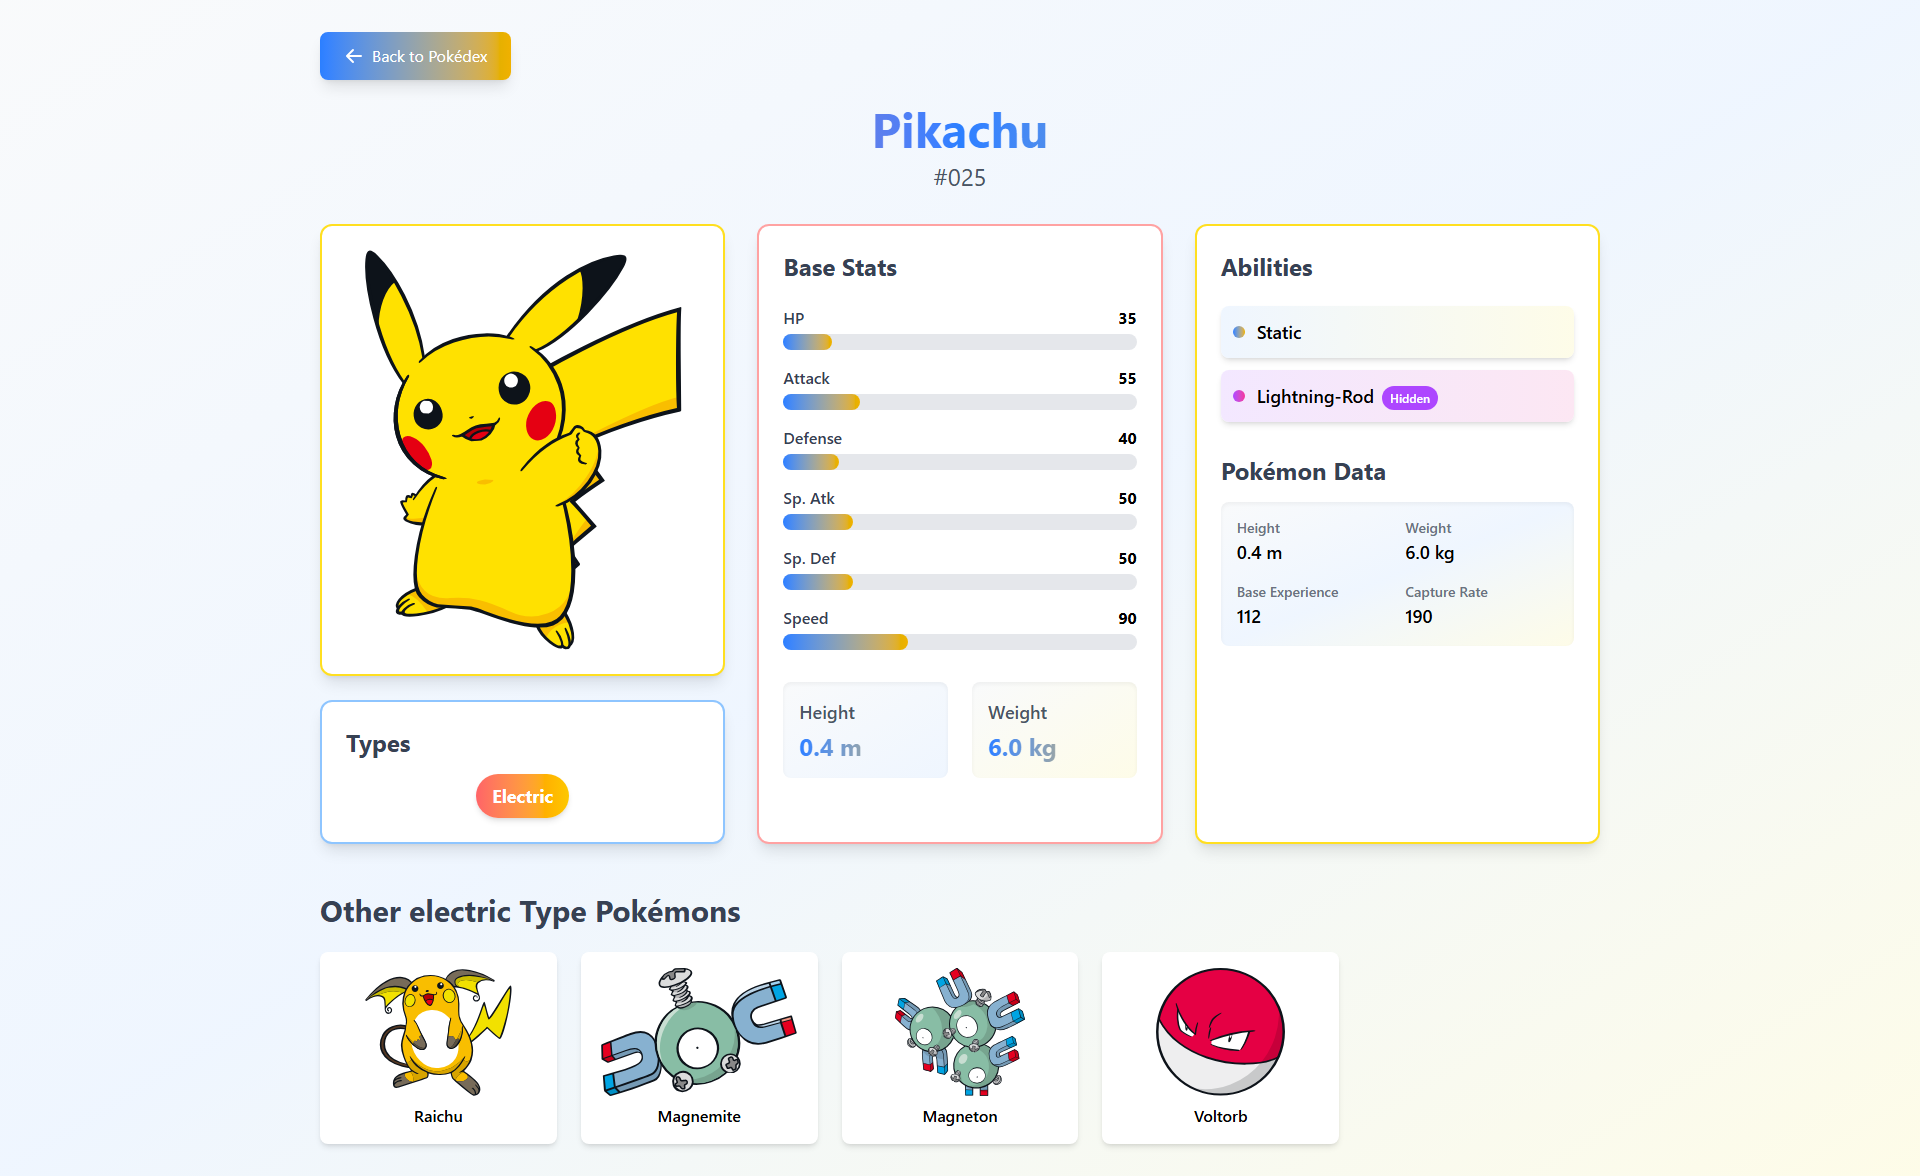 Back to Pokédex
Pikachu
#025
Types
Electric
Base Stats
HP 35
Attack 55
Defense 40
Sp. Atk 50
Sp. Def 50
Speed 90
Height Weight
0.4 m 6.0 kg
Abilities
Static
Lightning-Rod Hidden
Pokémon Data
Height Weight
0.4 m 6.0 kg
Base Experience Capture Rate
112 190
Other electric Type Pokémons
Raichu Magnemite Magneton Voltorb